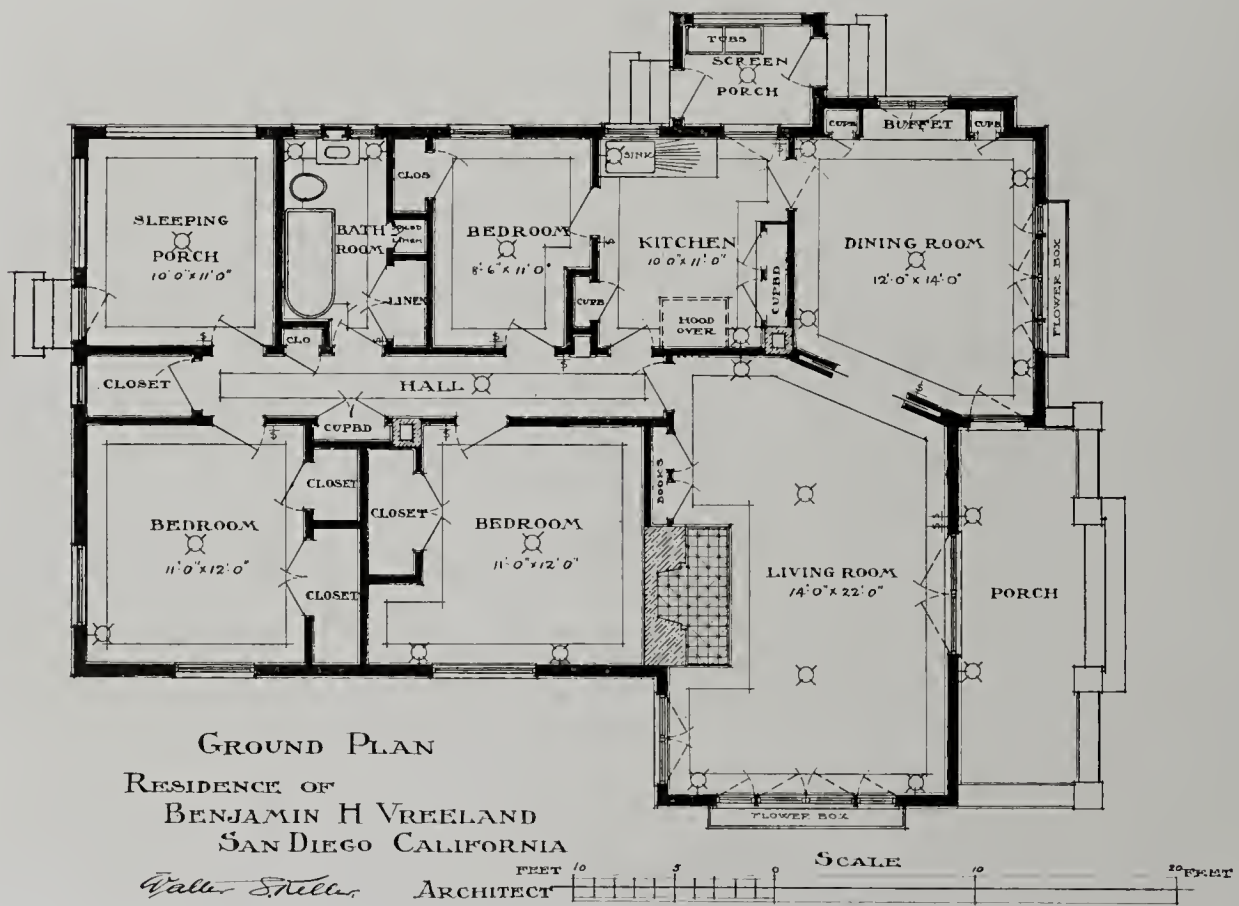 TUBS
SCREEN
PORCH
CUPB
BUFFET
CUPB
SINK
CLOS
SLEEPING
PORCH
10'0"x11'0"
BATH
ROOM
SOILED
LINEN
BEDROOM
8'-6"x11'0"
KITCHEN
10'0"x11'0"
DINING ROOM
12'-0"x14'-0"
FLOWER BOX
LINEN
CUPB
CUPBD
HOOD
OVER
CLO
CLOSET
HALL
CUPBD
BOOKS
CLOSET
CLOSET
BEDROOM
11'-0"x12'0"
BEDROOM
11'-0"x12'0"
CLOSET
LIVING ROOM
14'0"x22'0"
PORCH
FLOWER BOX
GROUND PLAN
RESIDENCE OF
BENJAMIN H VREELAND
SAN DIEGO CALIFORNIA
Walter S. Keller
ARCHITECT
SCALE
FEET 10 5 0 10 20 FEET